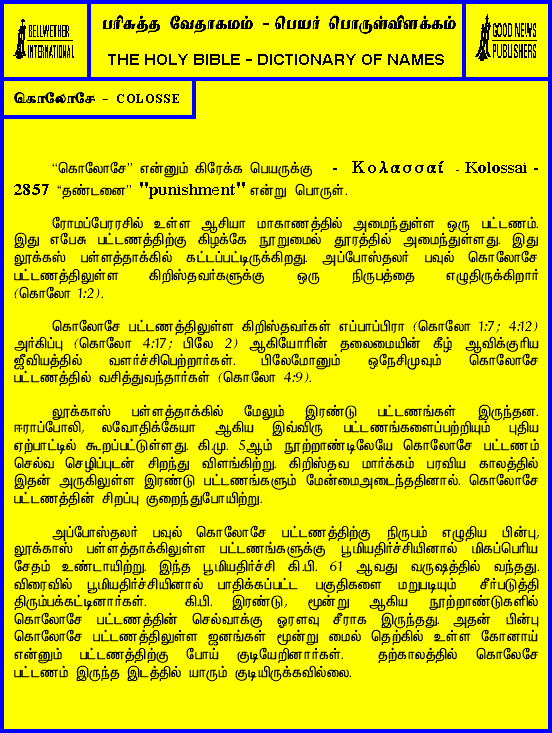 BELLWETHER
INTERNATIONAL
பரிசுத்த வேதாகமம் - பெயர் பொருள்விளக்கம்
THE HOLY BIBLE - DICTIONARY OF NAMES
GOOD NEWS
PUBLISHERS
கொலோசே - COLOSSE
“கொலோசே” என்னும் கிரேக்க பெயருக்கு - Κολασσαί - Kolossai -
2857 “தண்டனை” "punishment" என்று பொருள்.
ரோமப்பேரரசில் உள்ள ஆசியா மாகாணத்தில் அமைந்துள்ள ஒரு பட்டணம்.
இது எபேசு பட்டணத்திற்கு கிழக்கே நூறுமைல் தூரத்தில் அமைந்துள்ளது. இது
லூக்கஸ் பள்ளத்தாக்கில் கட்டப்பட்டிருக்கிறது. அப்போஸ்தலர் பவுல் கொலோசே
பட்டணத்திலுள்ள கிறிஸ்தவர்களுக்கு ஒரு நிருபத்தை எழுதிருக்கிறார்
(கொலோ 1:2).
கொலோசே பட்டணத்திலுள்ள கிறிஸ்தவர்கள் எப்பாப்பிரா (கொலோ 1:7; 4:12)
அர்கிப்பு (கொலோ 4:17; பிலே 2) ஆகியோரின் தலைமையின் கீழ் ஆவிக்குரிய
ஜீவியத்தில் வளர்ச்சிபெற்றார்கள். பிலேமோனும் ஒநேசிமுவும் கொலோசே
பட்டணத்தில் வசித்துவந்தார்கள் (கொலோ 4:9).
லூக்காஸ் பள்ளத்தாக்கில் மேலும் இரண்டு பட்டணங்கள் இருந்தன.
ஈராப்போலி, லவோதிக்கேயா ஆகிய இவ்விரு பட்டணங்களைப்பற்றியும் புதிய
ஏற்பாட்டில் கூறப்பட்டுள்ளது. கி.மு. 5ஆம் நூற்றாண்டிலேயே கொலோசே பட்டணம்
செல்வ செழிப்புடன் சிறந்து விளங்கிற்று. கிறிஸ்தவ மார்க்கம் பரவிய காலத்தில்
இதன் அருகிலுள்ள இரண்டு பட்டணங்களும் மேன்மைஅடைந்ததினால். கொலோசே
பட்டணத்தின் சிறப்பு குறைந்துபோயிற்று.
அப்போஸ்தலர் பவுல் கொலோசே பட்டணத்திற்கு நிருபம் எழுதிய பின்பு,
லூக்காஸ் பள்ளத்தாக்கிலுள்ள பட்டணங்களுக்கு பூமியதிர்ச்சியினால் மிகப்பெரிய
சேதம் உண்டாயிற்று. இந்த பூமியதிர்ச்சி கி.பி. 61 ஆவது வருஷத்தில் வந்தது.
விரைவில் பூமியதிர்ச்சியினால் பாதிக்கப்பட்ட பகுதிகளை மறுபடியும் சீர்படுத்தி
திரும்பக்கட்டினார்கள். கி.பி. இரண்டு, மூன்று ஆகிய நூற்றாண்டுகளில்
கொலோசே பட்டணத்தின் செல்வாக்கு ஓரளவு சீராக இருந்தது. அதன் பின்பு
கொலோசே பட்டணத்திலுள்ள ஜனங்கள் மூன்று மைல் தெற்கில் உள்ள கோனாய்
என்னும் பட்டணத்திற்கு போய் குடியேறினார்கள். தற்காலத்தில் கொலேசே
பட்டணம் இருந்த இடத்தில் யாரும் குடியிருக்கவில்லை.